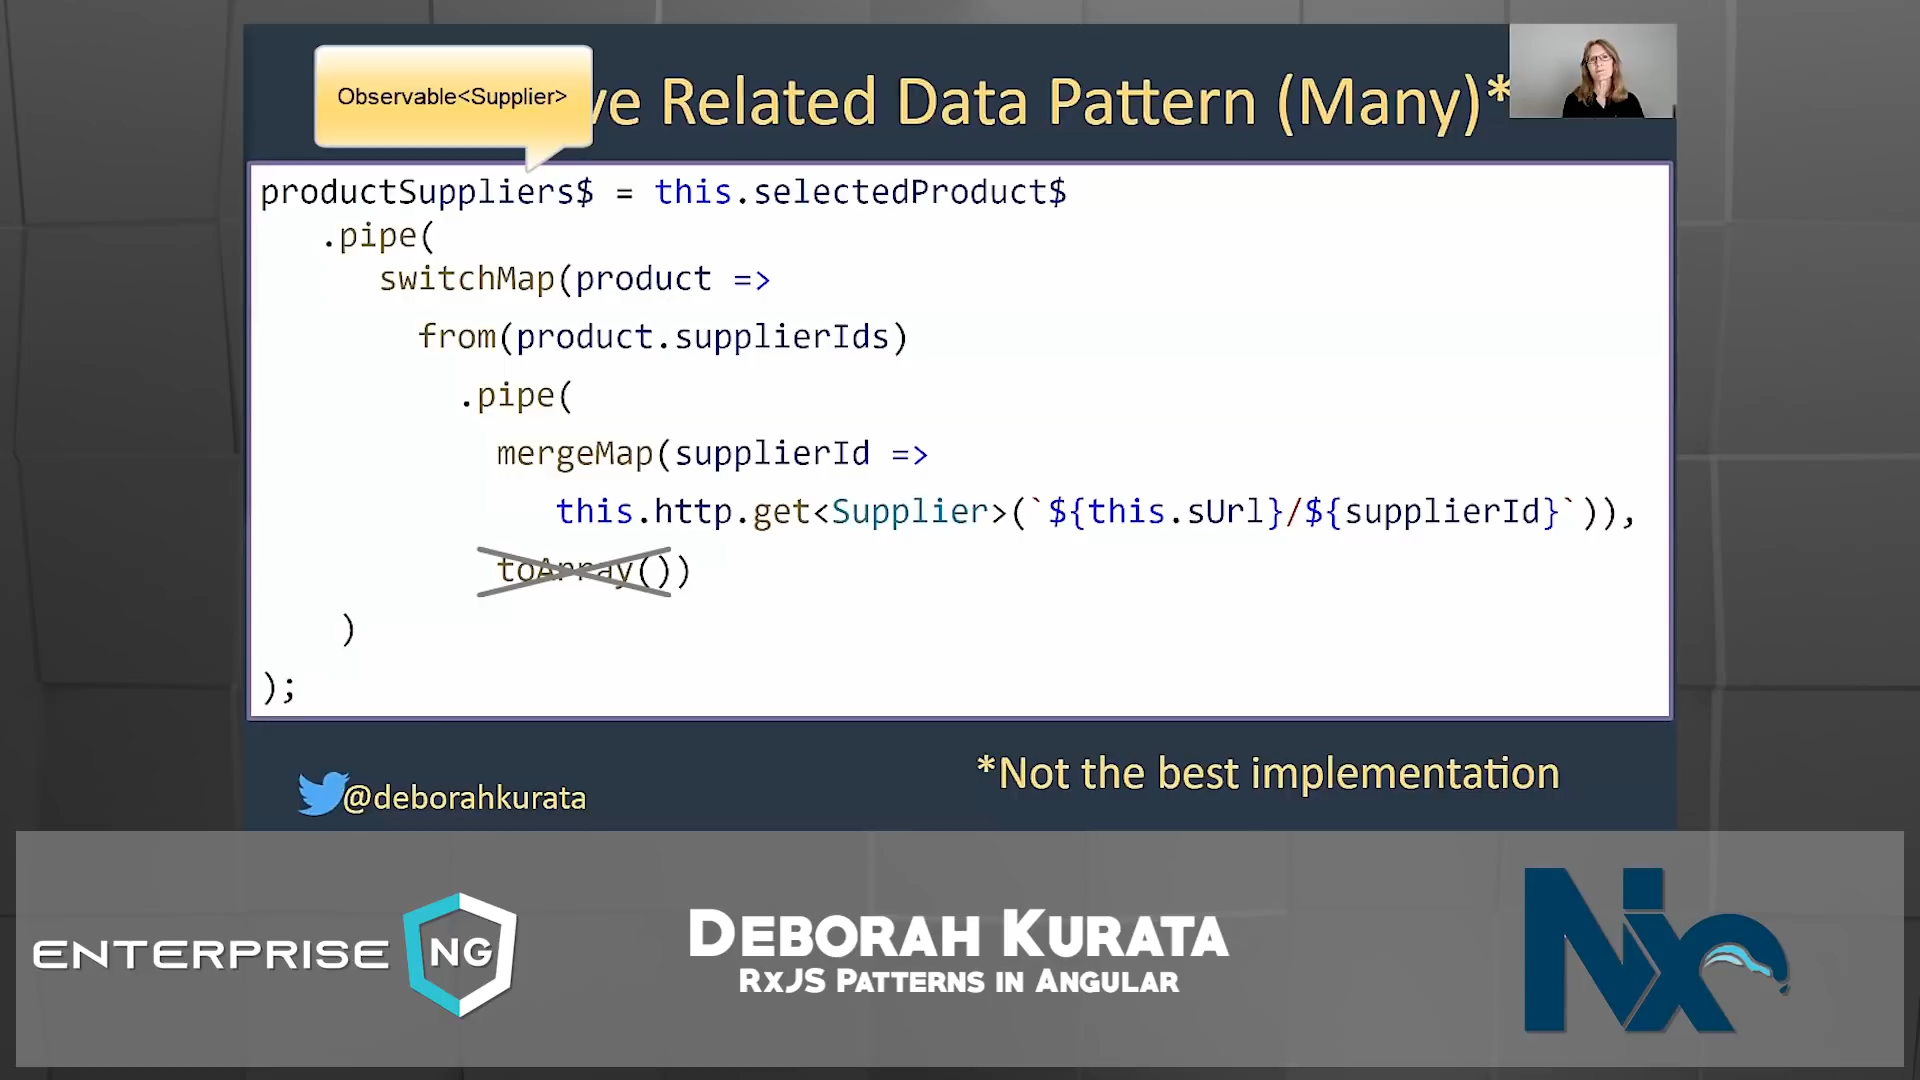 Observable<Supplier>
ve Related Data Pattern (Many)*
productSuppliers$ = this.selectedProduct$
.pipe(
switchMap(product =>
from(product.supplierIds)
.pipe(
mergeMap(supplierId =>
this.http.get<Supplier>(`${this.sUrl}/${supplierId}`)),
toArray())
)
);
*Not the best implementation
@deborahkurata
ENTERPRISE NG
DEBORAH KURATA
RXJS PATTERNS IN ANGULAR
Nx